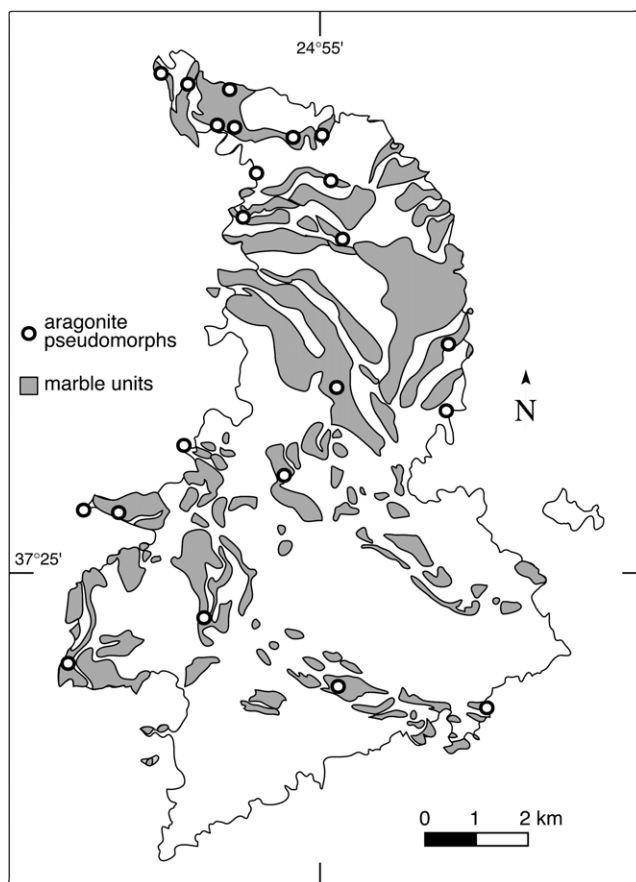 24°55'
aragonite
pseudomorphs
marble units
N
37°25'
0 1 2 km